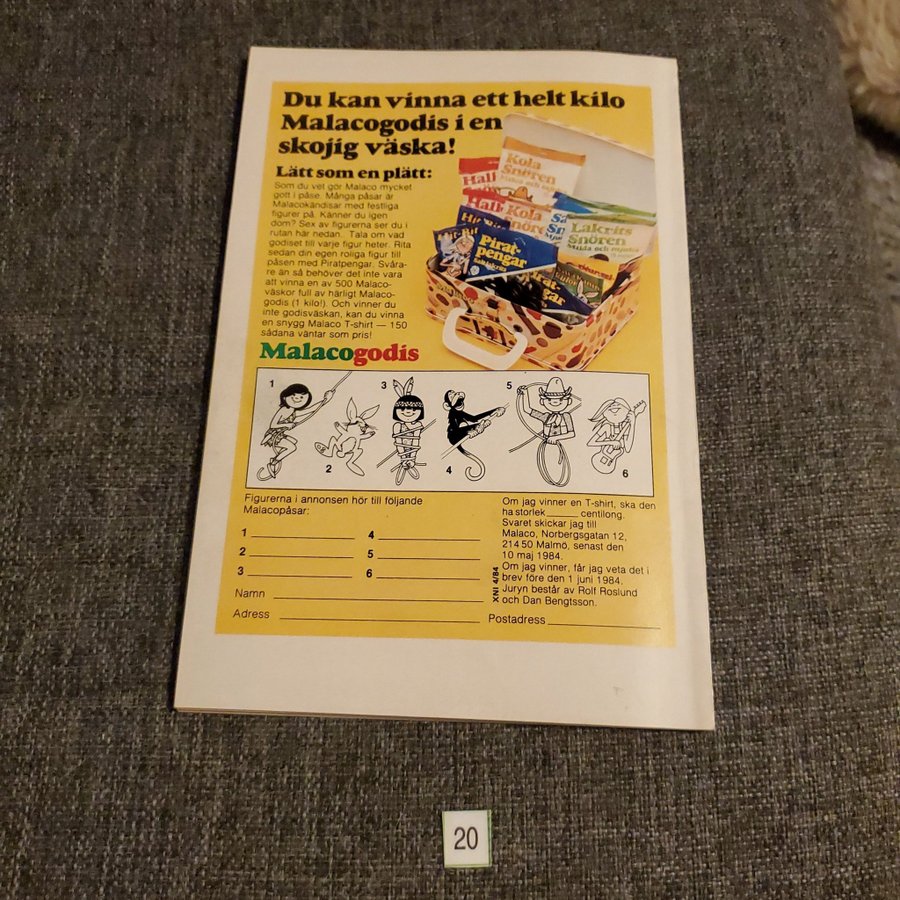 Du kan vinna ett helt kilo
Malacogodis i en
skojig väska!
Lätt som en plätt:
Som du vet gör Malaco mycket
gott i påse. Många påsar är
Malacokändisar med festliga
figurer på. Känner du igen
dom? Sex av figurerna ser du i
rutan här nedan. Tala om vad
godiset till varje figur heter. Rita
sedan din egen roliga figur till
påsen med Piratpengar. Svåra-
re än så behöver det inte vara
att vinna en av 500 Malaco-
väskor full av härligt Malaco-
godis (1 kilo!). Och vinner du
inte godisväskan, kan du vinna
en snygg Malaco T-shirt — 150
sådana väntar som pris!
Kola
Snören
Hall
Hall
Kola
Snören
Lakrits
Snören
Milda och mjuka
Pirat-
pengar
Malacogodis
1
2
3
4
5
6
Figurerna i annonsen hör till följande
Malacopåsar:
1
2
3
4
5
6
Namn
Adress
Postadress
Om jag vinner en T-shirt, ska den
ha storlek centilong.
Svaret skickar jag till
Malaco, Norbergsgatan 12,
214 50 Malmö, senast den
10 maj 1984.
Om jag vinner, får jag veta det i
brev före den 1 juni 1984.
Juryn består av Rolf Roslund
och Dan Bengtsson.
XNI 4/84
20